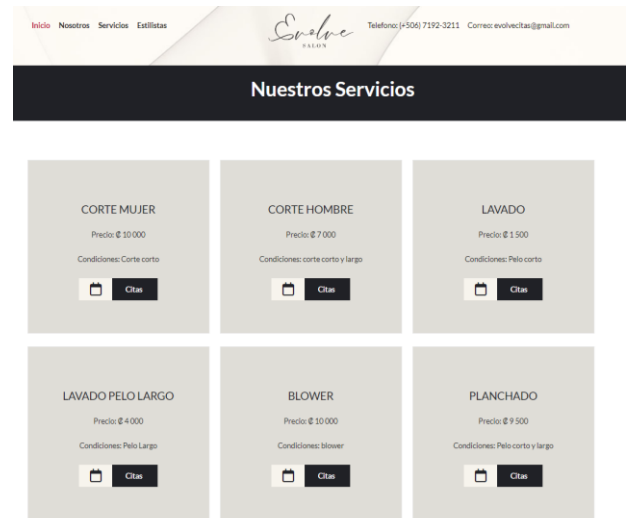 Inicio Nosotros Servicios Estilistas
Evolve
SALON
Telefono: (+506) 7192-3211 Correo: evolvecitas@gmail.com
Nuestros Servicios
CORTE MUJER
Precio: ₡ 10 000
Condiciones: Corte corto
Citas
CORTE HOMBRE
Precio: ₡ 7 000
Condiciones: corte corto y largo
Citas
LAVADO
Precio: ₡ 1 500
Condiciones: Pelo corto
Citas
LAVADO PELO LARGO
Precio: ₡ 4 000
Condiciones: Pelo Largo
Citas
BLOWER
Precio: ₡ 10 000
Condiciones: blower
Citas
PLANCHADO
Precio: ₡ 9 500
Condiciones: Pelo corto y largo
Citas